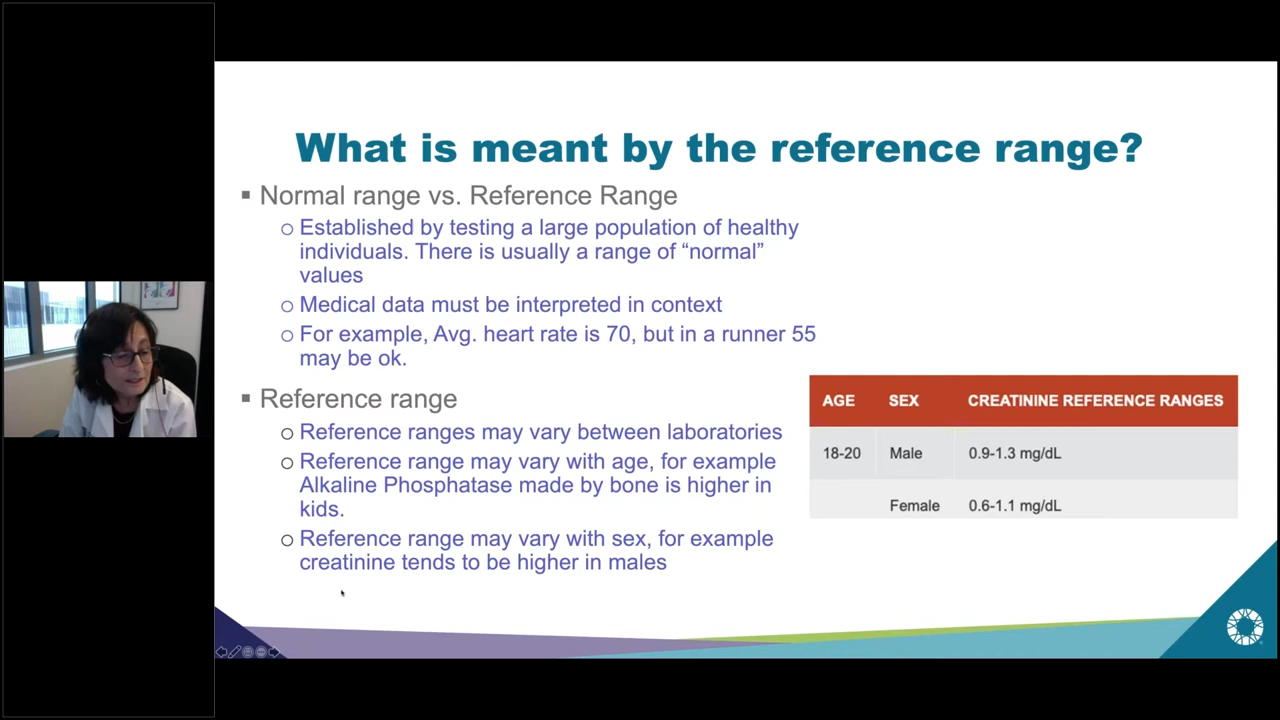 What is meant by the reference range?
▪ Normal range vs. Reference Range
o Established by testing a large population of healthy
individuals. There is usually a range of “normal”
values
o Medical data must be interpreted in context
o For example, Avg. heart rate is 70, but in a runner 55
may be ok.
▪ Reference range
o Reference ranges may vary between laboratories
o Reference range may vary with age, for example
Alkaline Phosphatase made by bone is higher in
kids.
o Reference range may vary with sex, for example
creatinine tends to be higher in males
AGE SEX CREATININE REFERENCE RANGES
18-20 Male 0.9-1.3 mg/dL
Female 0.6-1.1 mg/dL